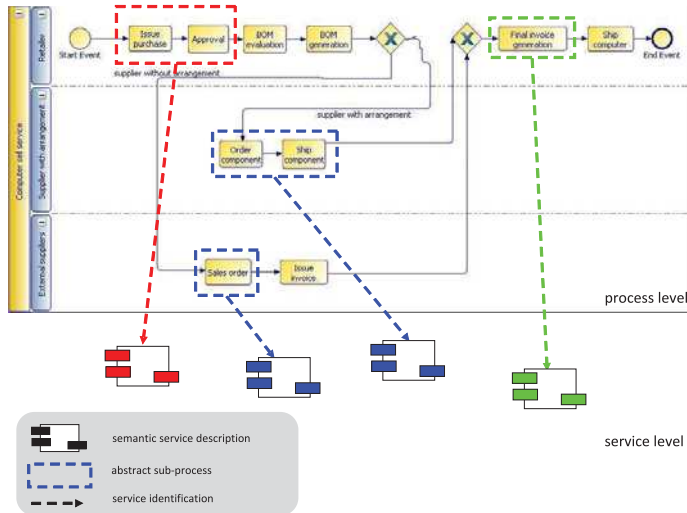 Computer sell service
Retailer
Start Event
Issue
purchase
Approval
BOM
evaluation
BOM
generation
Final invoice
generation
Ship
computer
End Event
supplier without arrangement
Supplier with arrangement
supplier with arrangement
Order
component
Ship
component
External suppliers
Sales order
Issue
invoice
process level
semantic service description
service level
abstract sub-process
service identification